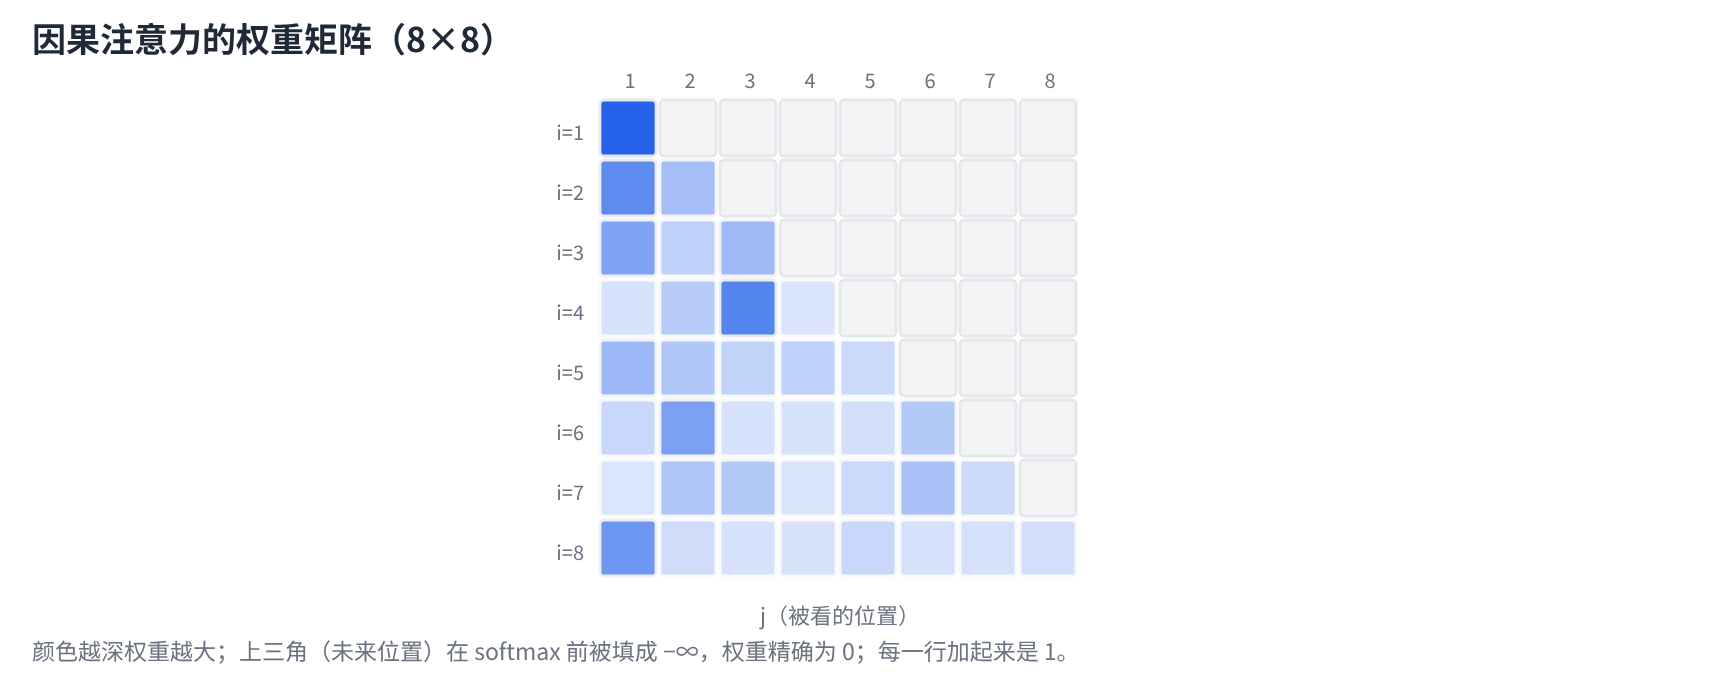 因果注意力的权重矩阵（8×8）
1 2 3 4 5 6 7 8
i=1
i=2
i=3
i=4
i=5
i=6
i=7
i=8
j（被看的位置）
颜色越深权重越大；上三角（未来位置）在 softmax 前被填成 −∞，权重精确为 0；每一行加起来是 1。